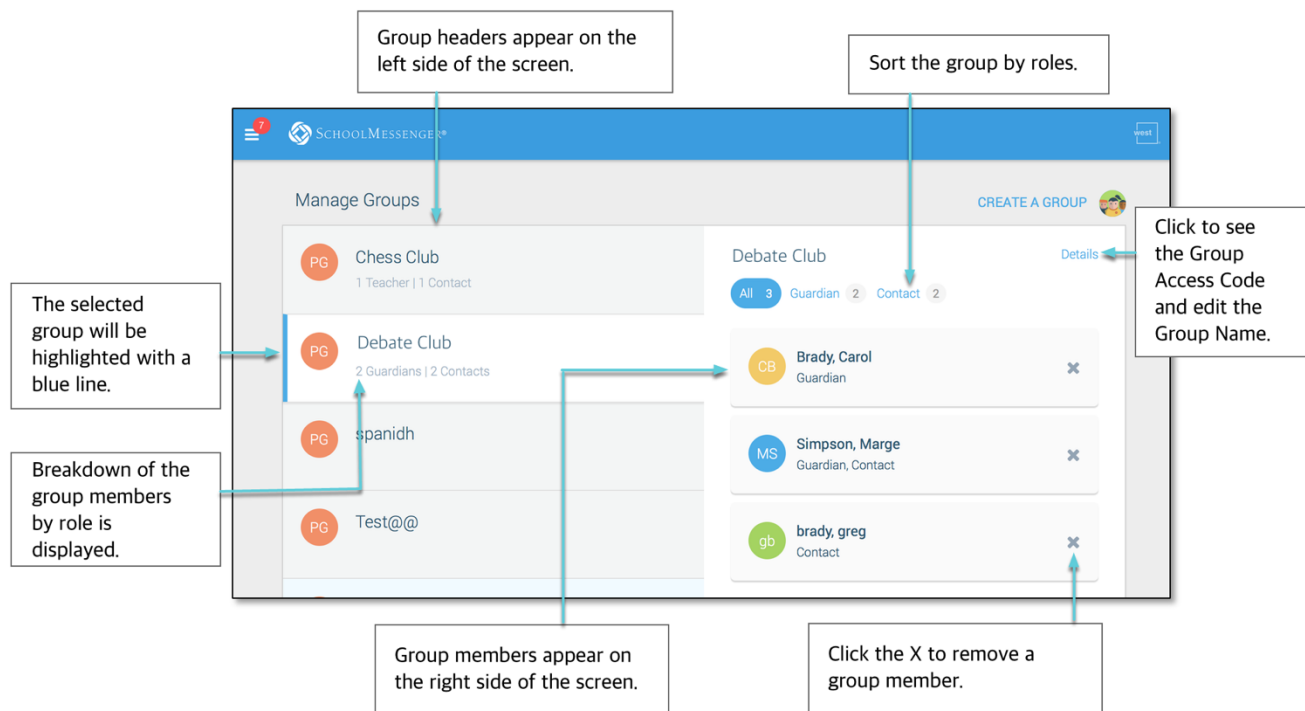 Group headers appear on the
left side of the screen.
Sort the group by roles.
7
SCHOOLMESSENGER®
west
Manage Groups
CREATE A GROUP
PG
Chess Club
1 Teacher | 1 Contact
Debate Club
Details
All 3 Guardian 2 Contact 2
Click to see
the Group
Access Code
and edit the
Group Name.
The selected
group will be
highlighted with a
blue line.
PG
Debate Club
2 Guardians | 2 Contacts
CB
Brady, Carol
Guardian
PG
spanidh
MS
Simpson, Marge
Guardian, Contact
Breakdown of the
group members
by role is
displayed.
PG
Test@@
gb
brady, greg
Contact
Group members appear on
the right side of the screen.
Click the X to remove a
group member.